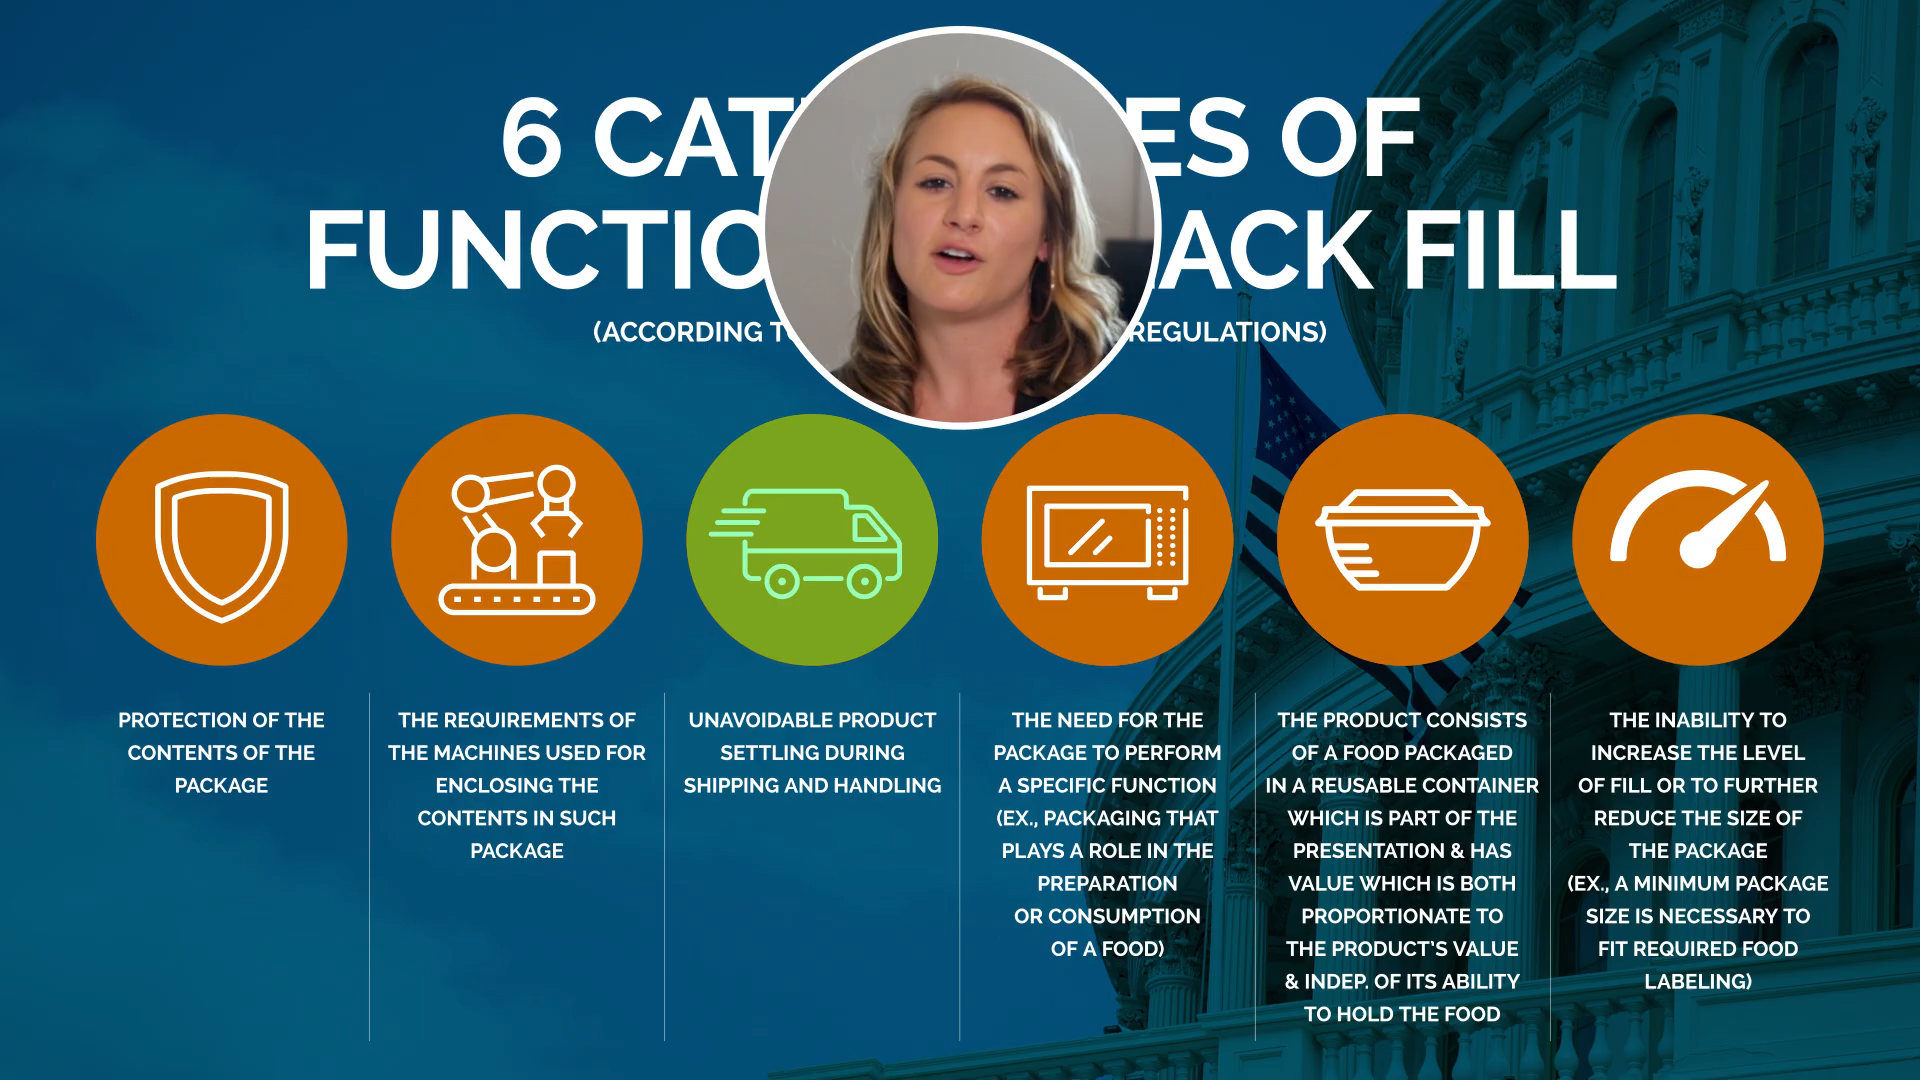 6 CAT ES OF
FUNCTIO ACK FILL
(ACCORDING T REGULATIONS)
PROTECTION OF THE
CONTENTS OF THE
PACKAGE
THE REQUIREMENTS OF
THE MACHINES USED FOR
ENCLOSING THE
CONTENTS IN SUCH
PACKAGE
UNAVOIDABLE PRODUCT
SETTLING DURING
SHIPPING AND HANDLING
THE NEED FOR THE
PACKAGE TO PERFORM
A SPECIFIC FUNCTION
(EX., PACKAGING THAT
PLAYS A ROLE IN THE
PREPARATION
OR CONSUMPTION
OF A FOOD)
THE PRODUCT CONSISTS
OF A FOOD PACKAGED
IN A REUSABLE CONTAINER
WHICH IS PART OF THE
PRESENTATION & HAS
VALUE WHICH IS BOTH
PROPORTIONATE TO
THE PRODUCT'S VALUE
& INDEP. OF ITS ABILITY
TO HOLD THE FOOD
THE INABILITY TO
INCREASE THE LEVEL
OF FILL OR TO FURTHER
REDUCE THE SIZE OF
THE PACKAGE
(EX., A MINIMUM PACKAGE
SIZE IS NECESSARY TO
FIT REQUIRED FOOD
LABELING)